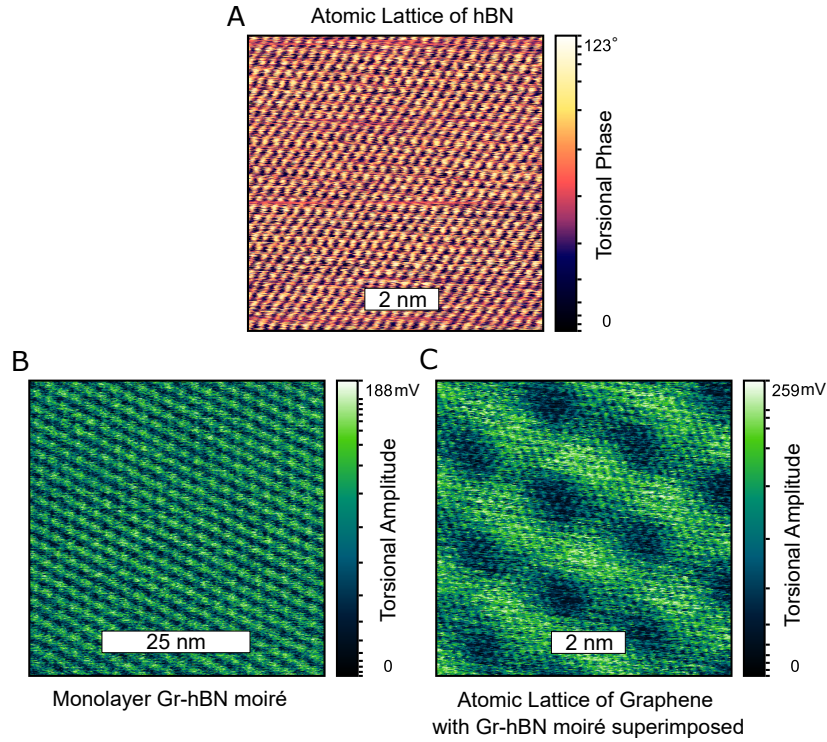 A
Atomic Lattice of hBN
123°
Torsional Phase
2 nm
0
B
188mV
Torsional Amplitude
25 nm
0
Monolayer Gr-hBN moiré
C
259mV
Torsional Amplitude
2 nm
0
Atomic Lattice of Graphene
with Gr-hBN moiré superimposed